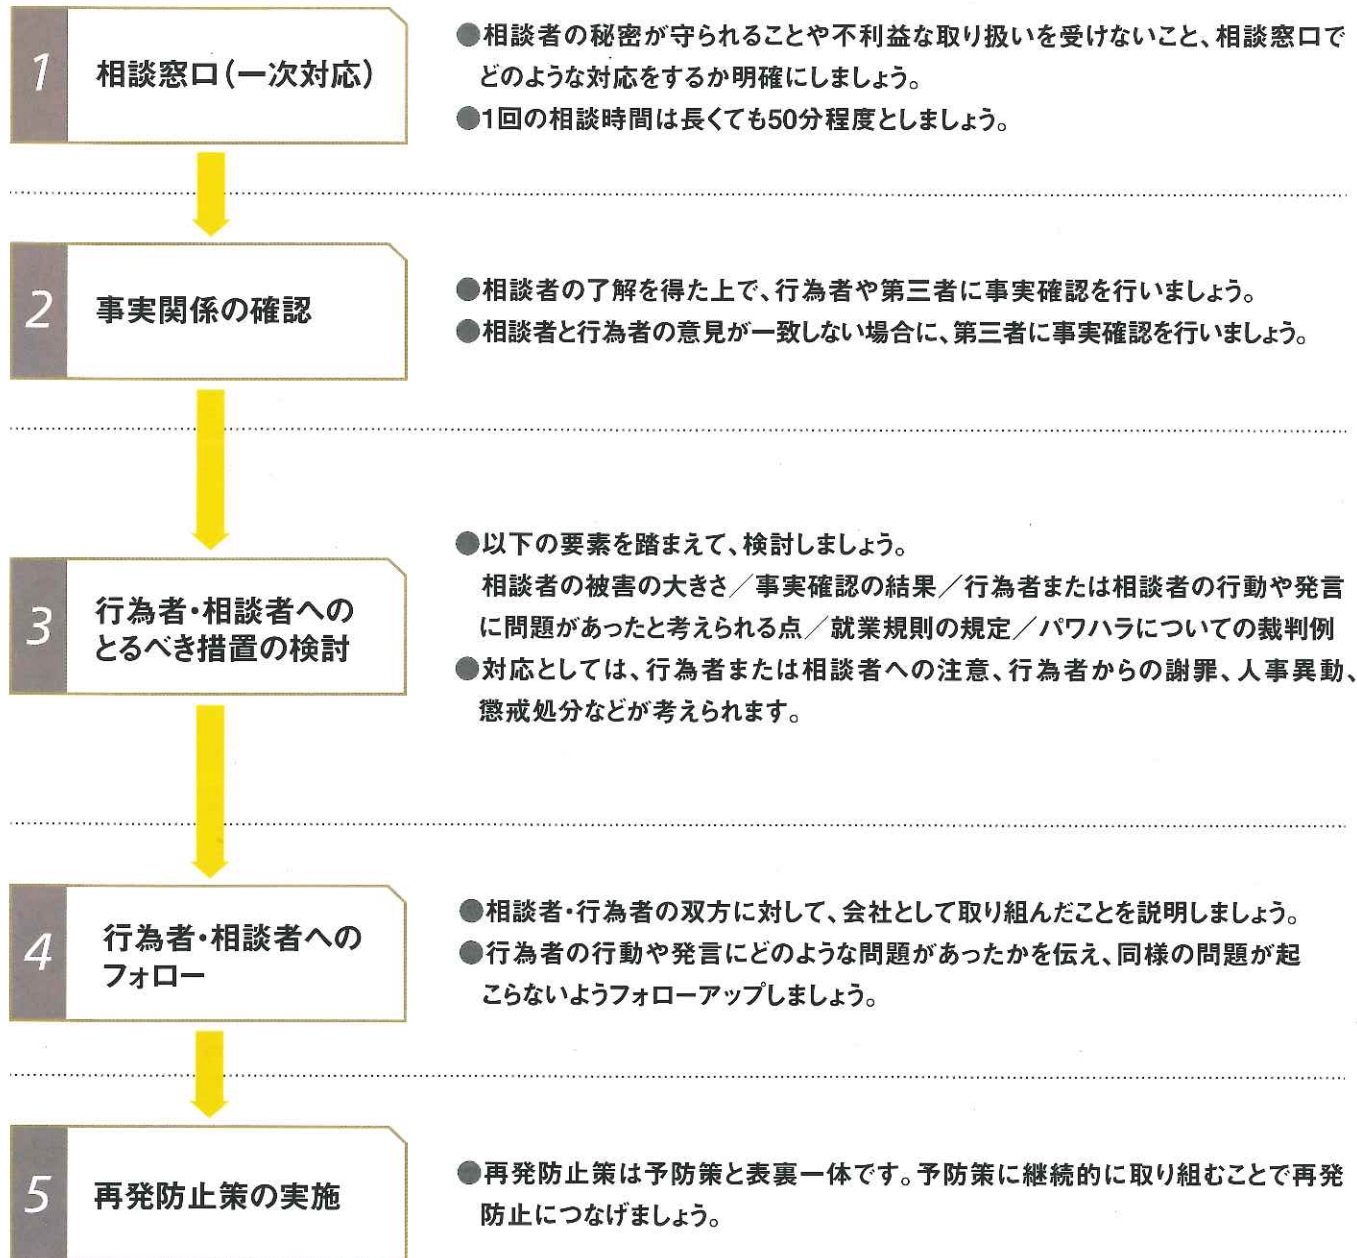 1
相談窓口(一次対応)
●相談者の秘密が守られることや不利益な取り扱いを受けないこと、相談窓口で
どのような対応をするか明確にしましょう。
●1回の相談時間は長くても50分程度としましょう。
2
事実関係の確認
●相談者の了解を得た上で、行為者や第三者に事実確認を行いましょう。
●相談者と行為者の意見が一致しない場合に、第三者に事実確認を行いましょう。
3
行為者・相談者への
とるべき措置の検討
●以下の要素を踏まえて、検討しましょう。
相談者の被害の大きさ/事実確認の結果/行為者または相談者の行動や発言
に問題があったと考えられる点/就業規則の規定/パワハラについての裁判例
●対応としては、行為者または相談者への注意、行為者からの謝罪、人事異動、
懲戒処分などが考えられます。
4
行為者・相談者への
フォロー
●相談者・行為者の双方に対して、会社として取り組んだことを説明しましょう。
●行為者の行動や発言にどのような問題があったかを伝え、同様の問題が起
こらないようフォローアップしましょう。
5
再発防止策の実施
●再発防止策は予防策と表裏一体です。予防策に継続的に取り組むことで再発
防止につなげましょう。